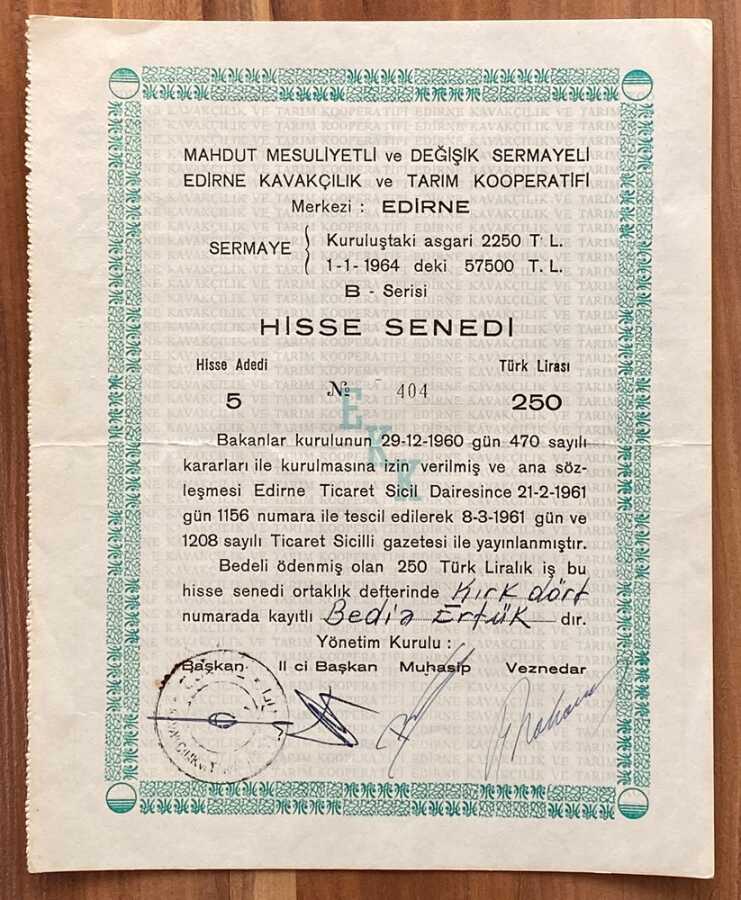 MAHDUT MESULİYETLİ ve DEĞİŞİK SERMAYELİ
EDİRNE KAVAKÇILIK ve TARIM KOOPERATİFİ
Merkezi : EDİRNE
SERMAYE { Kuruluştaki asgari 2250 T. L.
1-1-1964 deki 57500 T. L.
B - Serisi
HİSSE SENEDİ
Hisse Adedi Türk Lirası
5 № 404 250
EKK
Bakanlar kurulunun 29-12-1960 gün 470 sayılı
kararları ile kurulmasına izin verilmiş ve ana söz-
leşmesi Edirne Ticaret Sicil Dairesince 21-2-1961
gün 1156 numara ile tescil edilerek 8-3-1961 gün ve
1208 sayılı Ticaret Sicilli gazetesi ile yayınlanmıştır.
Bedeli ödenmiş olan 250 Türk Liralık iş bu
hisse senedi ortaklık defterinde Kırk dört
numarada kayıtlı Bedia Ertük dır.
Yönetim Kurulu :
Başkan II ci Başkan Muhasip Veznedar